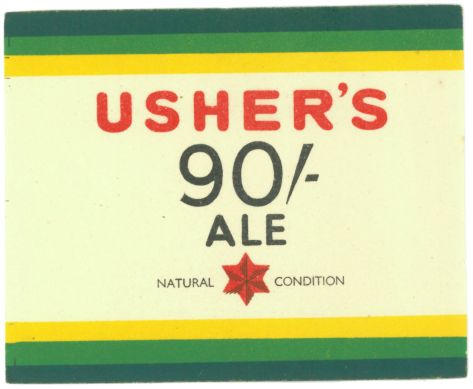 USHER'S
90/-
ALE
NATURAL CONDITION